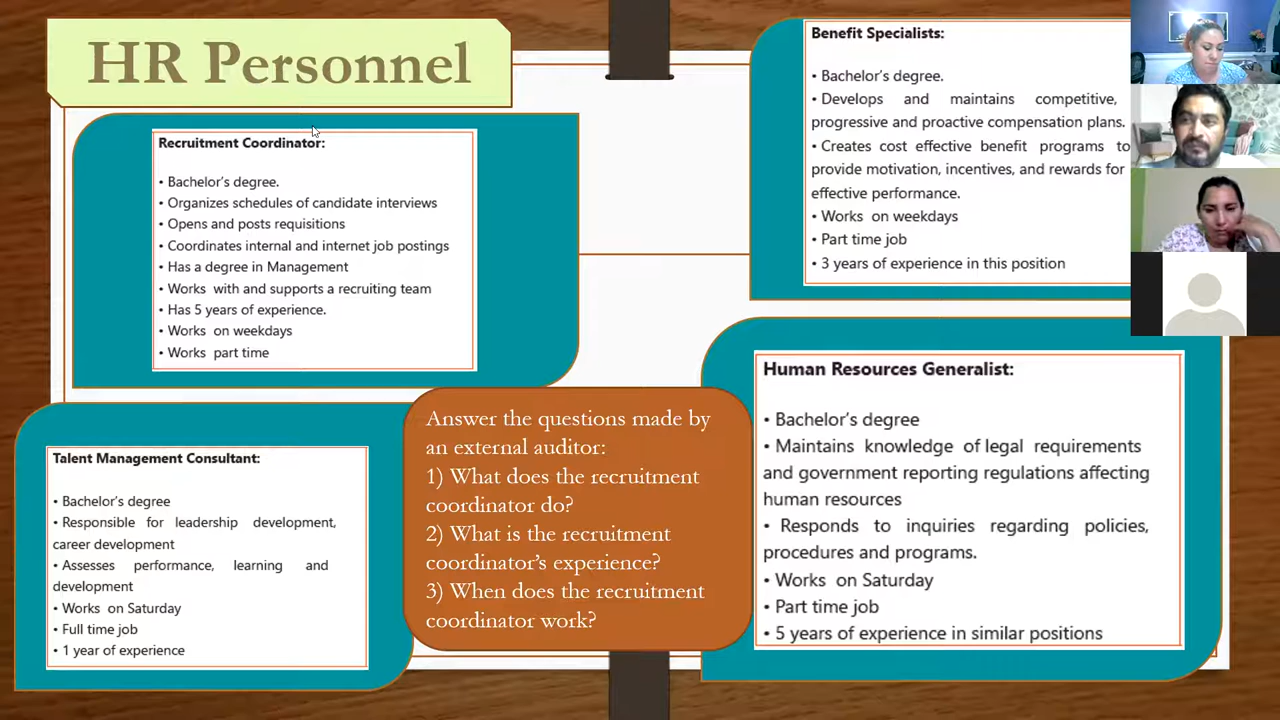 HR Personnel
Recruitment Coordinator:
• Bachelor's degree.
• Organizes schedules of candidate interviews
• Opens and posts requisitions
• Coordinates internal and internet job postings
• Has a degree in Management
• Works with and supports a recruiting team
• Has 5 years of experience.
• Works on weekdays
• Works part time
Benefit Specialists:
• Bachelor's degree.
• Develops and maintains competitive,
progressive and proactive compensation plans.
• Creates cost effective benefit programs to
provide motivation, incentives, and rewards for
effective performance.
• Works on weekdays
• Part time job
• 3 years of experience in this position
Talent Management Consultant:
• Bachelor's degree
• Responsible for leadership development,
career development
• Assesses performance, learning and
development
• Works on Saturday
• Full time job
• 1 year of experience
Answer the questions made by
an external auditor:
1) What does the recruitment
coordinator do?
2) What is the recruitment
coordinator's experience?
3) When does the recruitment
coordinator work?
Human Resources Generalist:
• Bachelor's degree
• Maintains knowledge of legal requirements
and government reporting regulations affecting
human resources
• Responds to inquiries regarding policies,
procedures and programs.
• Works on Saturday
• Part time job
• 5 years of experience in similar positions